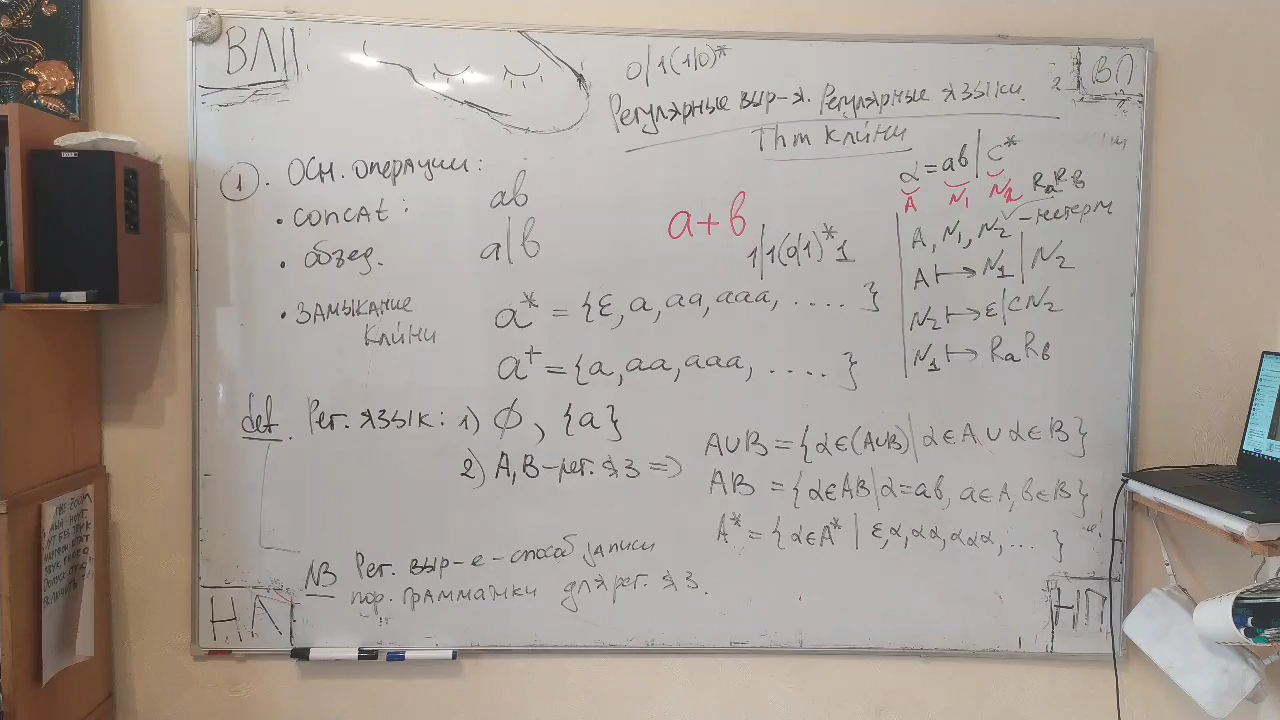 ВЛ
0|1(1|0)*
ВП
Регулярные выр-я. Регулярные языки.
Thm Клини
① . Осн. операции:
• concat : ab
• объед. a|b
• Замыкание Клини
a* = {ε, a, aa, aaa, ....}
a⁺ = {a, aa, aaa, ....}
a+b
1|1(0|1)*1
α = ab | c*
A N₁ N₂ RaRb
A, N₁, N₂ - нетерм
A ↦ N₁ | N₂
N₂ ↦ ε|cN₂
N₁ ↦ RaRb
def. Рег. язык: 1) ∅, {a}
2) A, B - рег. яз =>
A∪B = {α∈(A∪B)| α∈A ∪ α∈B}
AB = {α∈AB|α=ab, a∈A, b∈B}
A* = {α∈A* | ε, α, αα, ααα, ... }
NB Рег. выр-е - способ записи
пор. грамматики для рег. яз.
НЛ
НП